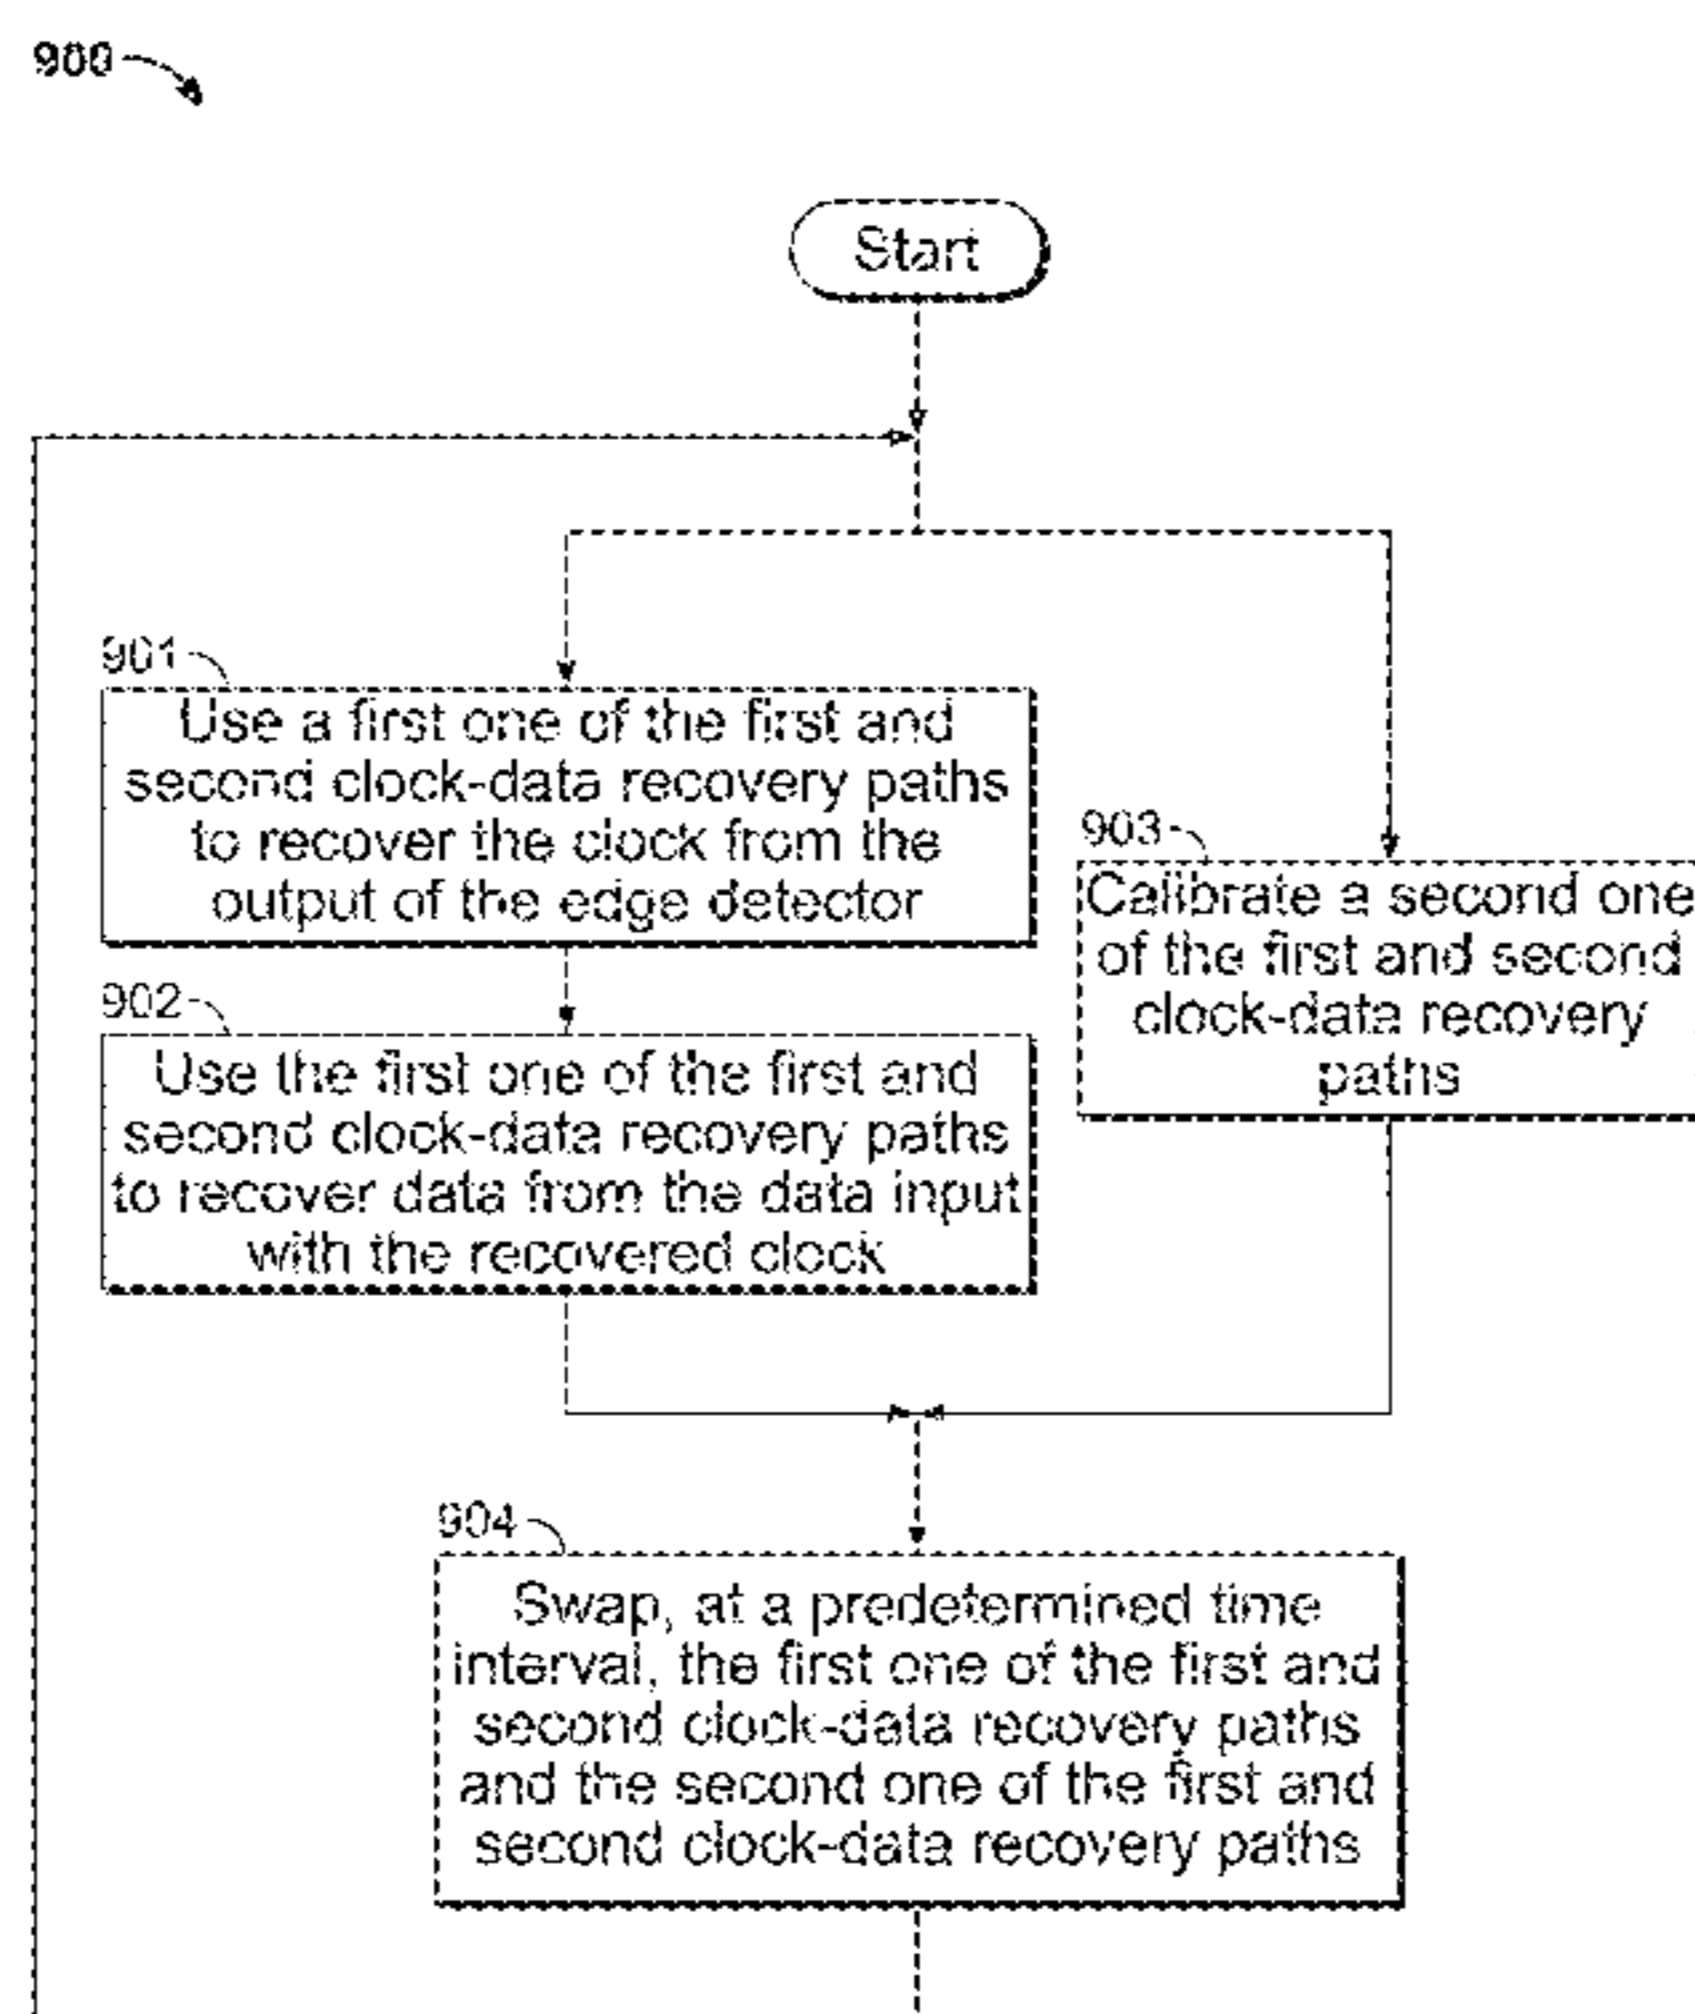 900
Start
901
Use a first one of the first and
second clock-data recovery paths
to recover the clock from the
output of the edge detector
902
Use the first one of the first and
second clock-data recovery paths
to recover data from the data input
with the recovered clock
903
Calibrate a second one
of the first and second
clock-data recovery
paths
904
Swap, at a predetermined time
interval, the first one of the first and
second clock-data recovery paths
and the second one of the first and
second clock-data recovery paths